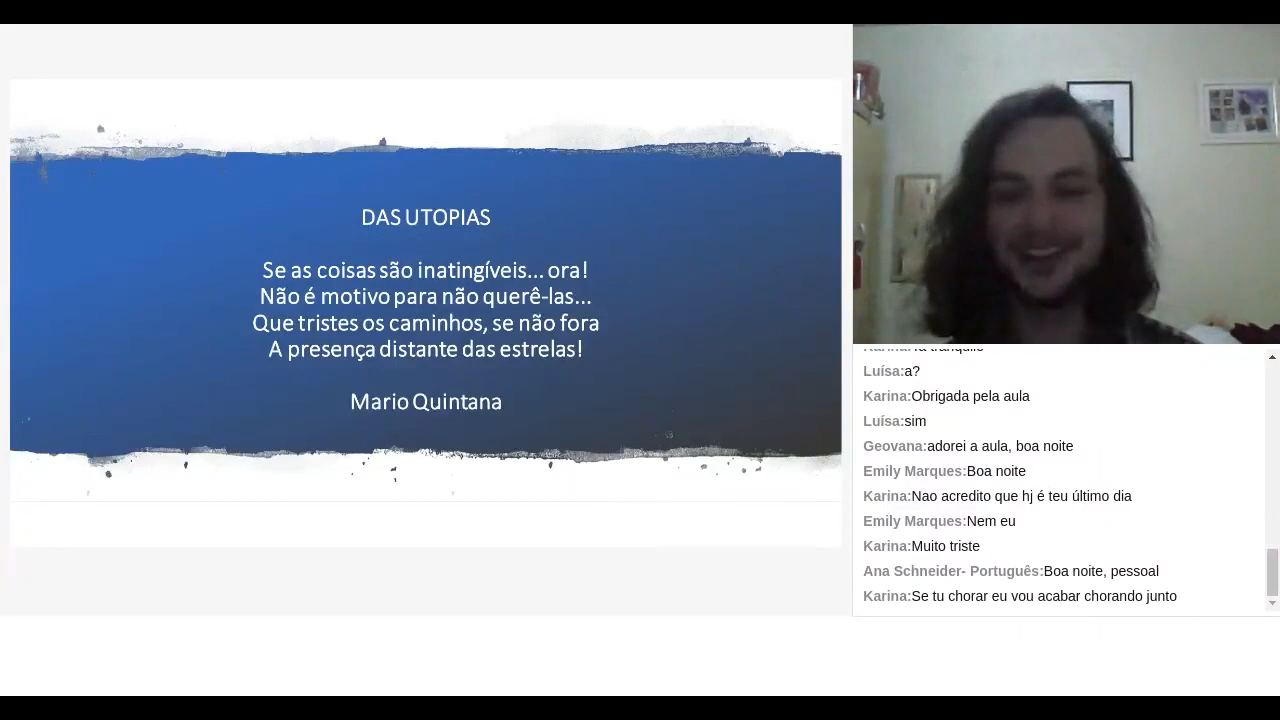 DAS UTOPIAS
Se as coisas são inatingíveis... ora!
Não é motivo para não querê-las...
Que tristes os caminhos, se não fora
A presença distante das estrelas!
Mario Quintana
Luísa:a?
Karina:Obrigada pela aula
Luísa:sim
Geovana:adorei a aula, boa noite
Emily Marques:Boa noite
Karina:Nao acredito que hj é teu último dia
Emily Marques:Nem eu
Karina:Muito triste
Ana Schneider- Português:Boa noite, pessoal
Karina:Se tu chorar eu vou acabar chorando junto